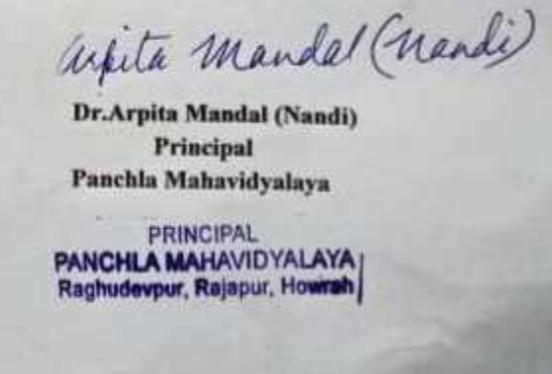 Arpita Mandal (Nandi)
Dr.Arpita Mandal (Nandi)
Principal
Panchla Mahavidyalaya
PRINCIPAL
PANCHLA MAHAVIDYALAYA
Raghudevpur, Rajapur, Howrah